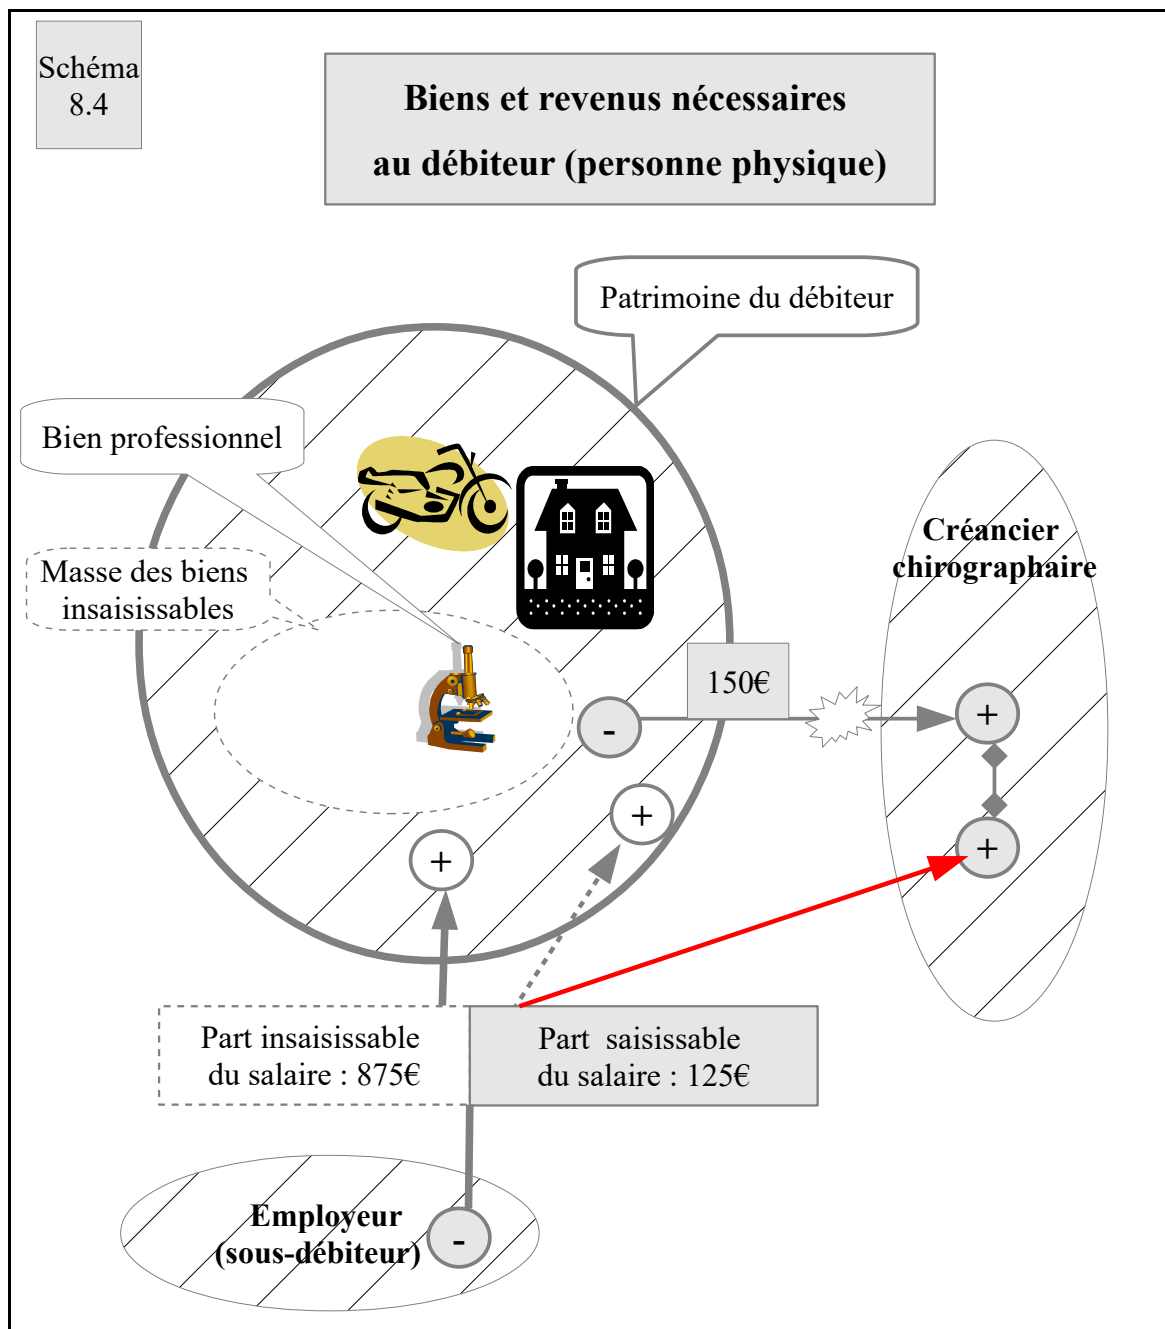 Schéma
8.4
Biens et revenus nécessaires
au débiteur (personne physique)
Patrimoine du débiteur
Bien professionnel
Masse des biens
insaisissables
Créancier
chirographaire
150€
-
+
+
+
+
Part insaisissable
du salaire : 875€
Part saisissable
du salaire : 125€
Employeur
(sous-débiteur)
-